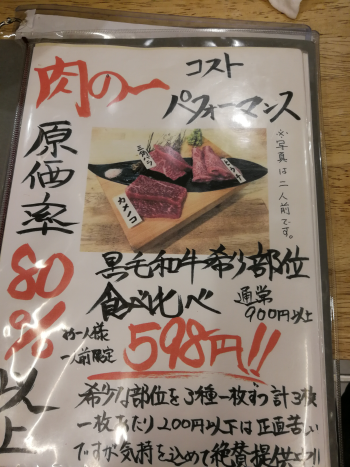 肉の一
コスト
パフォーマンス
原価率
80
%
以上
※写真は二人前です。
カメノコ
黒毛和牛希少部位
食べ比べ
通常
900円以上
お一人様
一人前限定
598円!!
希少な部位を3種一枚ずつ計3枚
一枚あたり200円以下は正直苦しい
ですが気持を込めて絶賛提供中!!